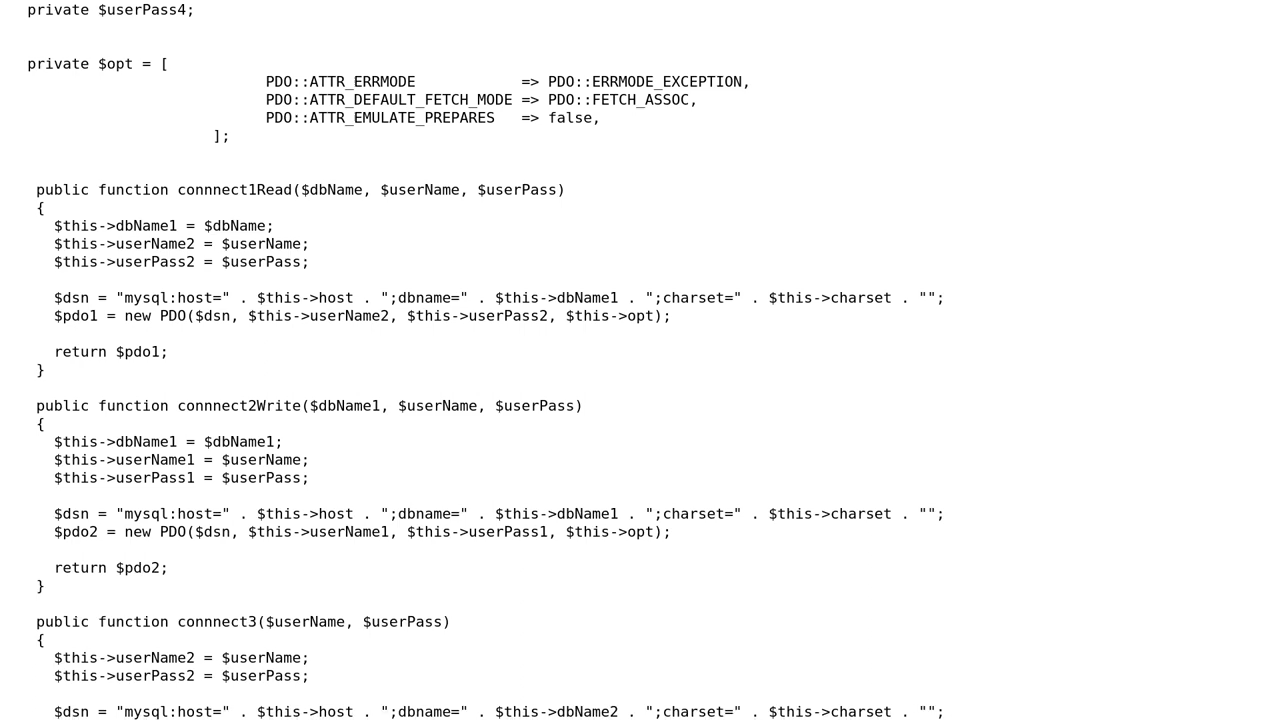 private $userPass4;
private $opt = [
PDO::ATTR_ERRMODE            => PDO::ERRMODE_EXCEPTION,
PDO::ATTR_DEFAULT_FETCH_MODE => PDO::FETCH_ASSOC,
PDO::ATTR_EMULATE_PREPARES   => false,
];
public function connnect1Read($dbName, $userName, $userPass)
{
$this->dbName1 = $dbName;
$this->userName2 = $userName;
$this->userPass2 = $userPass;
$dsn = "mysql:host=" . $this->host . ";dbname=" . $this->dbName1 . ";charset=" . $this->charset . "";
$pdo1 = new PDO($dsn, $this->userName2, $this->userPass2, $this->opt);
return $pdo1;
}
public function connnect2Write($dbName1, $userName, $userPass)
{
$this->dbName1 = $dbName1;
$this->userName1 = $userName;
$this->userPass1 = $userPass;
$dsn = "mysql:host=" . $this->host . ";dbname=" . $this->dbName1 . ";charset=" . $this->charset . "";
$pdo2 = new PDO($dsn, $this->userName1, $this->userPass1, $this->opt);
return $pdo2;
}
public function connnect3($userName, $userPass)
{
$this->userName2 = $userName;
$this->userPass2 = $userPass;
$dsn = "mysql:host=" . $this->host . ";dbname=" . $this->dbName2 . ";charset=" . $this->charset . "";